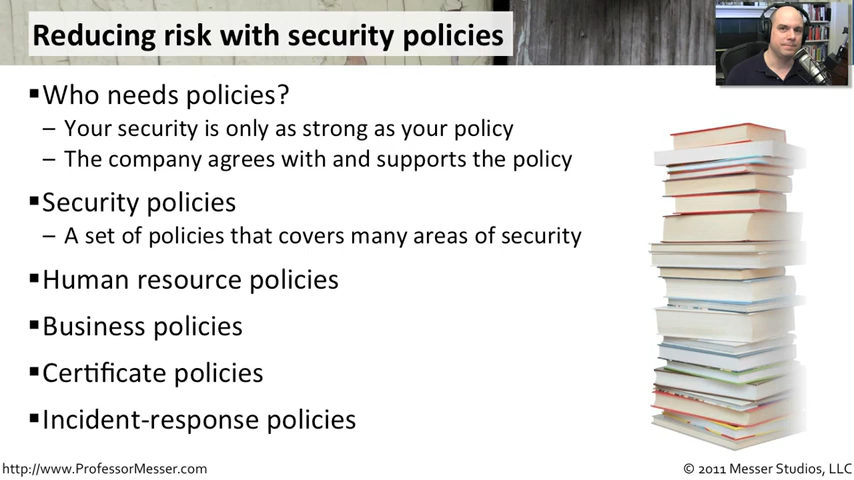 Reducing risk with security policies
▪Who needs policies?
– Your security is only as strong as your policy
– The company agrees with and supports the policy
▪Security policies
– A set of policies that covers many areas of security
▪Human resource policies
▪Business policies
▪Certificate policies
▪Incident-response policies
http://www.ProfessorMesser.com
© 2011 Messer Studios, LLC